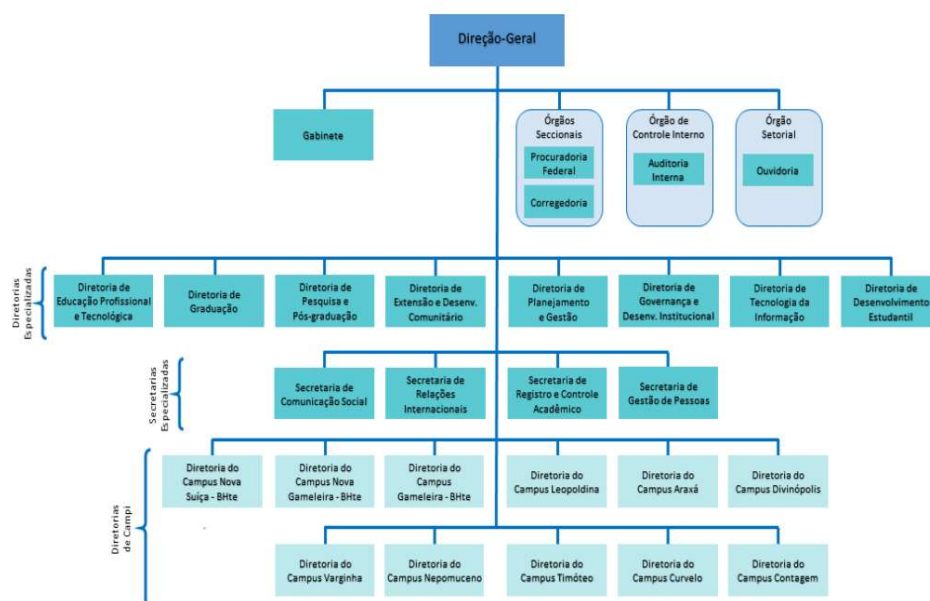 Direção-Geral
Gabinete
Órgãos
Seccionais
Procuradoria
Federal
Corregedoria
Órgão de
Controle Interno
Auditoria
Interna
Órgão
Setorial
Ouvidoria
Diretorias
Especializadas
Diretoria de
Educação Profissional
e Tecnológica
Diretoria de
Graduação
Diretoria de
Pesquisa e
Pós-graduação
Diretoria de
Extensão e Desenv.
Comunitário
Diretoria de
Planejamento
e Gestão
Diretoria de
Governança e
Desenv. Institucional
Diretoria de
Tecnologia da
Informação
Diretoria de
Desenvolvimento
Estudantil
Secretarias
Especializadas
Secretaria de
Comunicação Social
Secretaria de
Relações
Internacionais
Secretaria de
Registro e Controle
Acadêmico
Secretaria de
Gestão de Pessoas
Diretorias
de Campi
Diretoria do
Campus Nova
Suíça - BHte
Diretoria do
Campus Nova
Gameleira - BHte
Diretoria do
Campus
Gameleira - BHte
Diretoria do
Campus Leopoldina
Diretoria do
Campus Araxá
Diretoria do
Campus Divinópolis
Diretoria do
Campus Varginha
Diretoria do
Campus Nepomuceno
Diretoria do
Campus Timóteo
Diretoria do
Campus Curvelo
Diretoria do
Campus Contagem